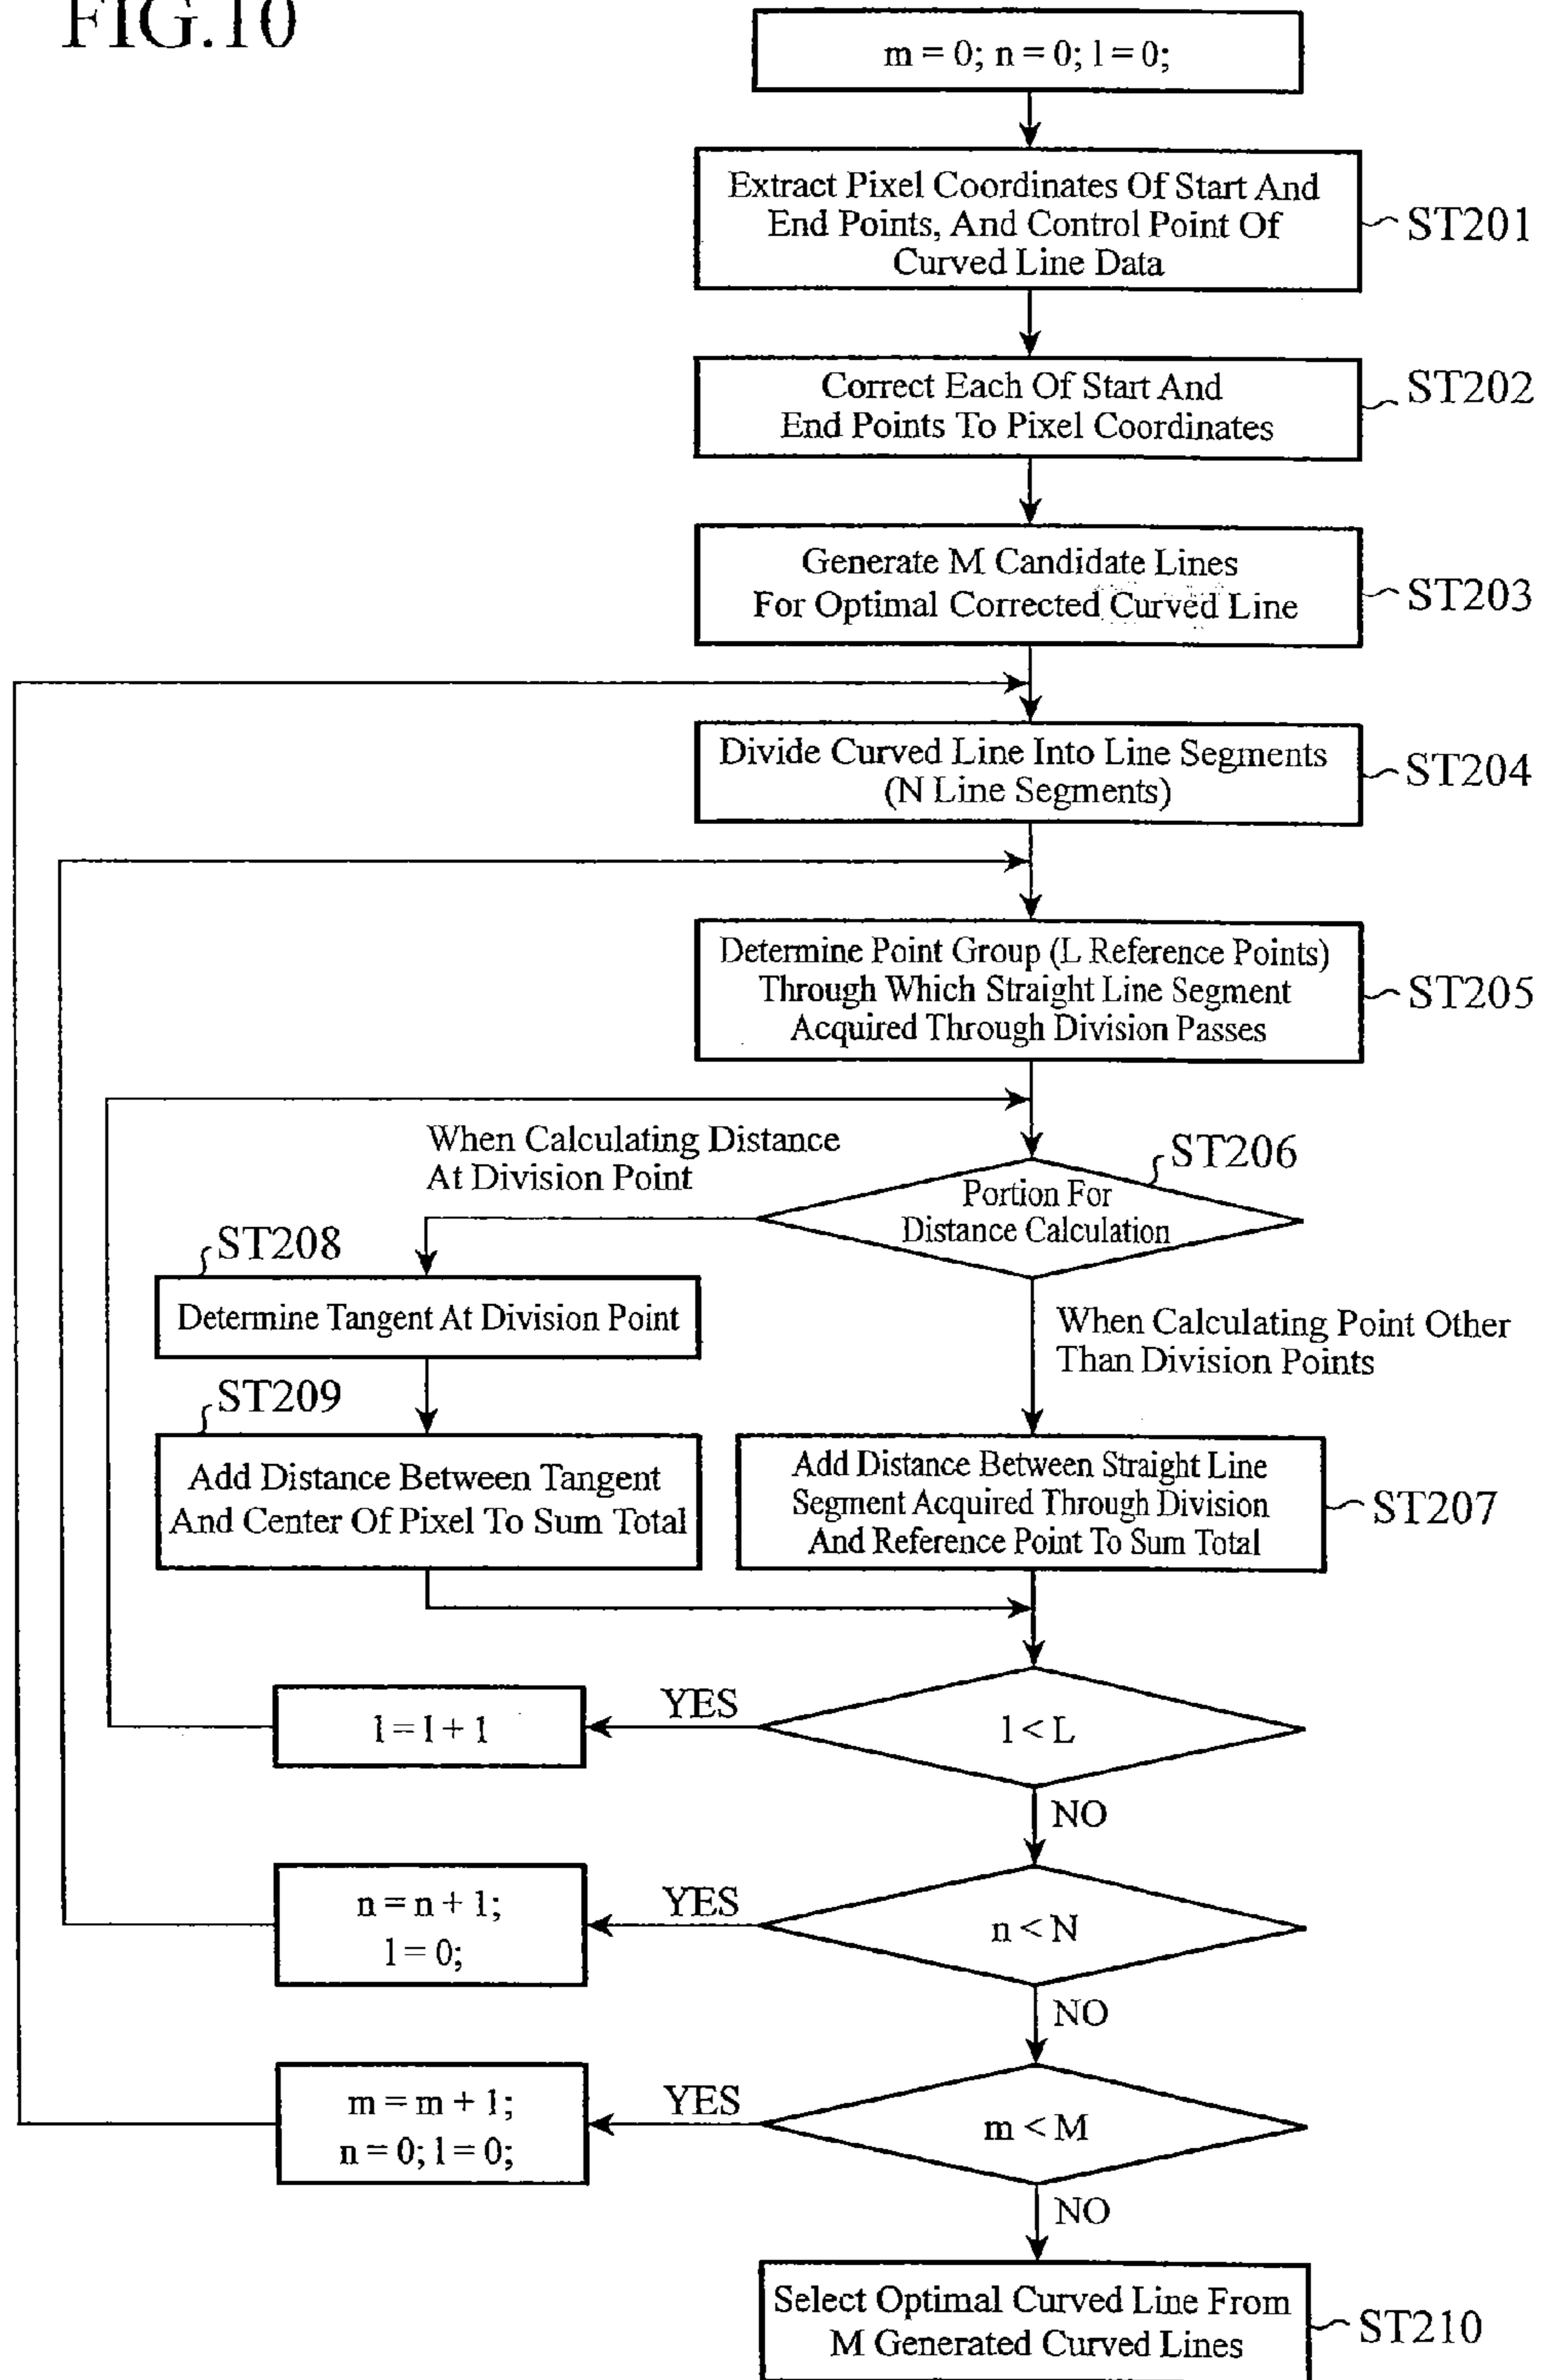 FIG.10
m = 0; n = 0; l = 0;
Extract Pixel Coordinates Of Start And
End Points, And Control Point Of
Curved Line Data
ST201
Correct Each Of Start And
End Points To Pixel Coordinates
ST202
Generate M Candidate Lines
For Optimal Corrected Curved Line
ST203
Divide Curved Line Into Line Segments
(N Line Segments)
ST204
Determine Point Group (L Reference Points)
Through Which Straight Line Segment
Acquired Through Division Passes
ST205
When Calculating Distance
At Division Point
ST206
Portion For
Distance Calculation
ST208
Determine Tangent At Division Point
When Calculating Point Other
Than Division Points
ST209
Add Distance Between Tangent
And Center Of Pixel To Sum Total
Add Distance Between Straight Line
Segment Acquired Through Division
And Reference Point To Sum Total
ST207
l = l + 1
YES
l < L
NO
n = n + 1;
l = 0;
YES
n < N
NO
m = m + 1;
n = 0; l = 0;
YES
m < M
NO
Select Optimal Curved Line From
M Generated Curved Lines
ST210